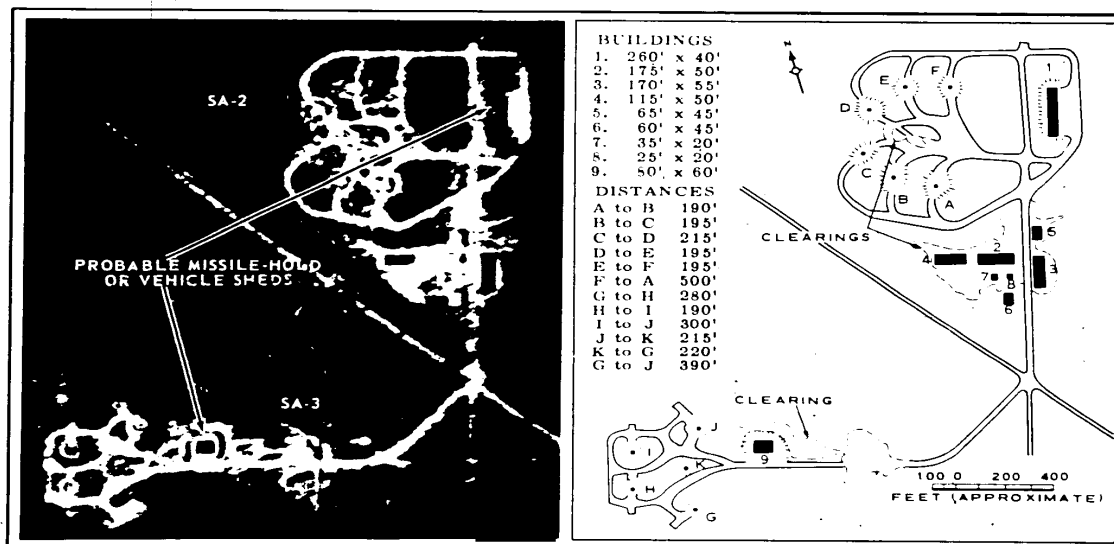 SA-2
PROBABLE MISSILE-HOLD
OR VEHICLE SHEDS
SA-3
BUILDINGS
1. 260' x 40'
2. 175' x 50'
3. 170' x 55'
4. 115' x 50'
5. 65' x 45'
6. 60' x 45'
7. 35' x 20'
8. 25' x 20'
9. 80' x 60'
DISTANCES
A to B 190'
B to C 195'
C to D 215'
D to E 195'
E to F 195'
F to A 500'
G to H 280'
H to I 190'
I to J 300'
J to K 215'
K to G 220'
G to J 390'
N
E
F
1
D
C
B
A
CLEARINGS
5
4
2
3
7
8
6
CLEARING
J
I
9
K
H
G
100 0 200 400
FEET (APPROXIMATE)